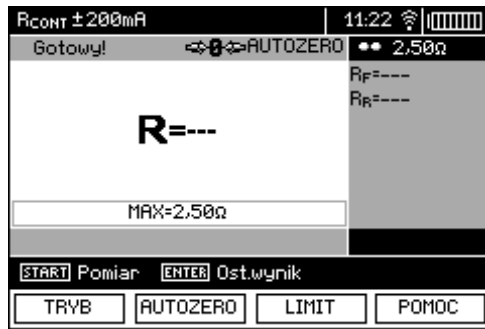 RCONT ±200mA 11:22
Gotowy! AUTOZERO 2,50Ω
RF=---
RR=---
R=---
MAX=2,50Ω
START Pomiar ENTER Ost.wynik
TRYB AUTOZERO LIMIT POMOC